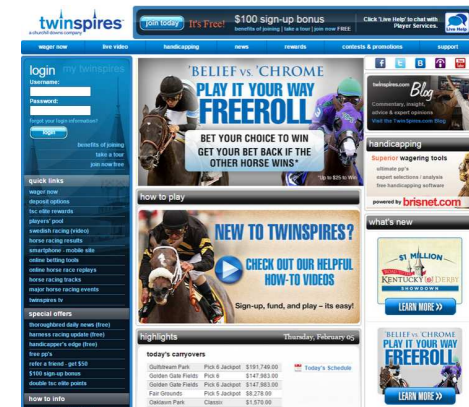 twinspires
a churchill downs company
join today It's Free!
$100 sign-up bonus
benefits of joining | take a tour | join now FREE
Click 'Live Help' to chat with
Player Services.
Live Help
wager now live video handicapping news rewards contests & promotions support
login my twinspires
Username:
Password:
forgot your login information?
login
benefits of joining
take a tour
join now free
quick links
wager now
deposit options
tsc elite rewards
players' pool
swedish racing (video)
horse racing results
smartphone - mobile site
online betting tools
online horse race replays
horse racing tracks
major horse racing events
twinspires tv
special offers
thoroughbred daily news (free)
harness racing update (free)
handicapper's edge (free)
free pp's
refer a friend - get $50
$100 sign-up bonus
double tsc elite points
how to info
'BELIEF VS. 'CHROME
PLAY IT YOUR WAY
FREEROLL
BET YOUR CHOICE TO WIN
GET YOUR BET BACK IF THE
OTHER HORSE WINS*
*Up to $25 to Win
how to play
NEW TO TWINSPIRES?
CHECK OUT OUR HELPFUL
HOW-TO VIDEOS
Sign-up, fund, and play – its easy!
highlights Thursday, February 05
today's carryovers
Gulfstream Park Pick 6 Jackpot $191,749.00
Golden Gate Fields Pick 6 $147,983.00
Golden Gate Fields Pick 6 Jackpot $147,983.00
Fair Grounds Pick 5 Jackpot $8,278.00
Oaklawn Park Classix $1,570.00
Today's Schedule
twinspires.com
Blog
Commentary, insight,
advice & expert opinions
Visit the TwinSpires.com Blog
handicapping
Superior wagering tools
ultimate pp's
expert selections / analysis
free handicapping software
powered by brisnet.com
what's new
$1 MILLION
KENTUCKY DERBY
SHOWDOWN
LEARN MORE >>
'BELIEF VS. 'CHROME
PLAY IT YOUR WAY
FREEROLL
LEARN MORE >>